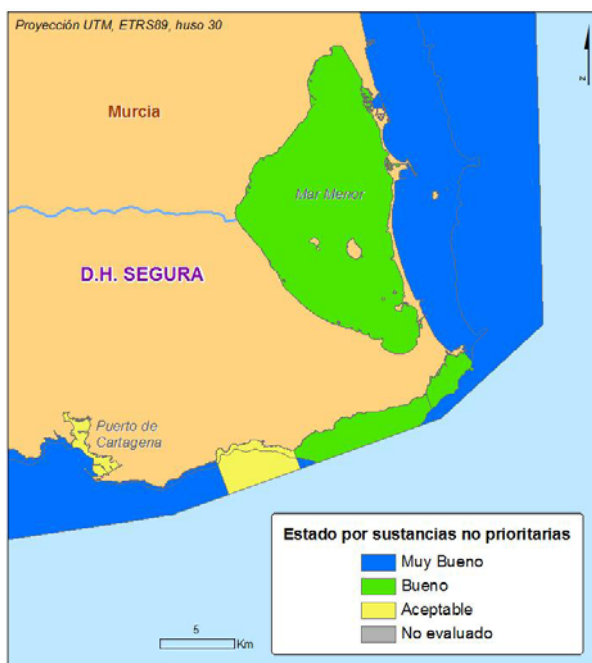 Proyección UTM, ETRS89, huso 30
z
Murcia
Mar Menor
D.H. SEGURA
Puerto de
Cartagena
Estado por sustancias no prioritarias
Muy Bueno
Bueno
Aceptable
No evaluado
5
Km